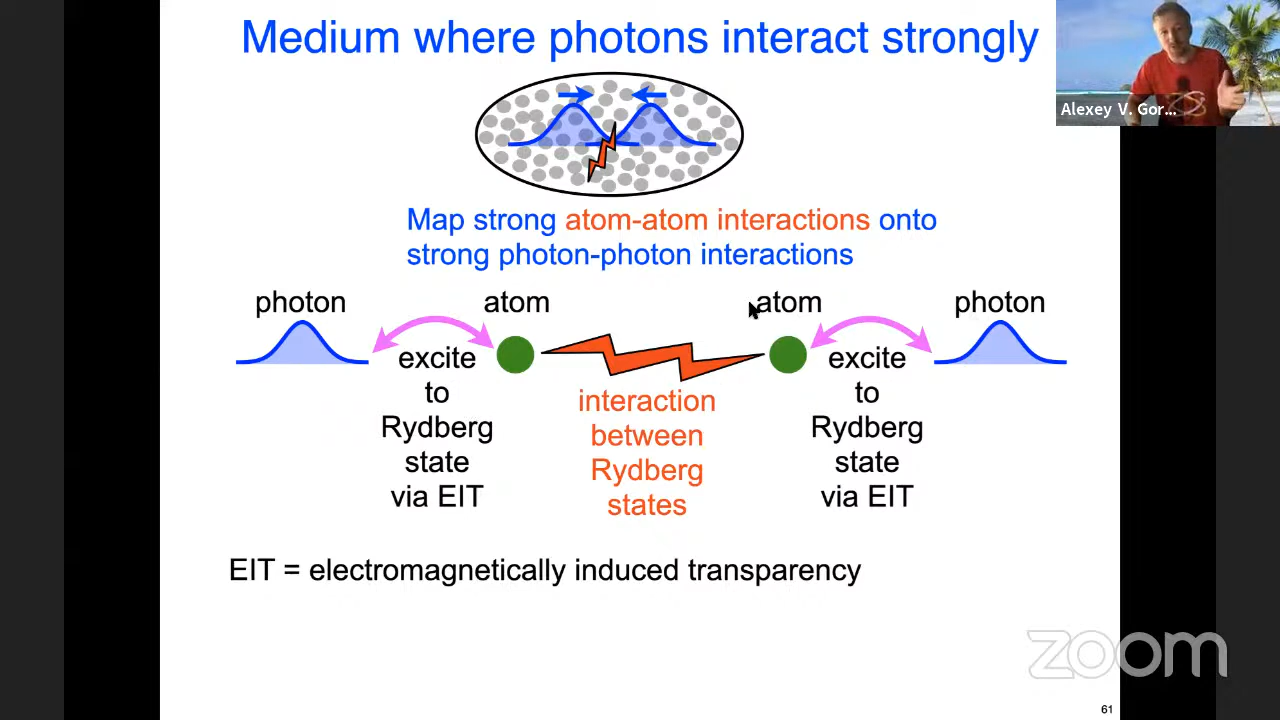 Medium where photons interact strongly
Alexey V. Gor...
Map strong atom-atom interactions onto
strong photon-photon interactions
photon
atom
atom
photon
excite
to
Rydberg
state
via EIT
interaction
between
Rydberg
states
excite
to
Rydberg
state
via EIT
EIT = electromagnetically induced transparency
zoom
61